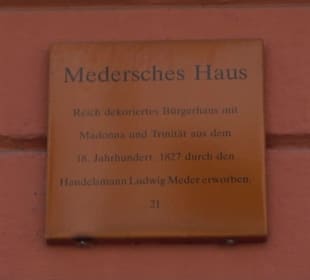 Medersches Haus
Reich dekoriertes Bürgerhaus mit
Madonna und Trinität aus dem
18. Jahrhundert. 1827 durch den
Handelsmann Ludwig Meder erworben.
21